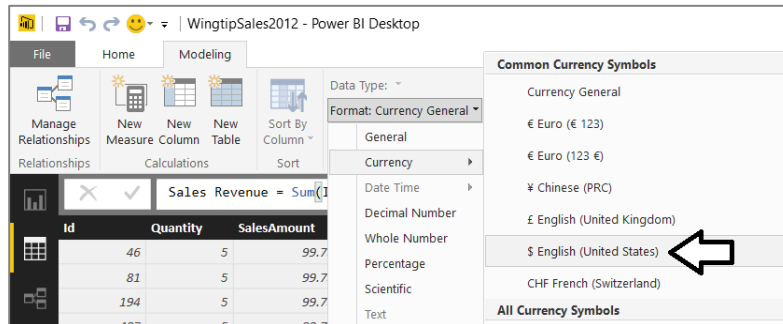 WingtipSales2012 - Power BI Desktop
File Home Modeling
Manage Relationships
New Measure
New Column
New Table
Sort By Column
Relationships Calculations Sort
Data Type:
Format: Currency General
General
Currency
Date Time
Decimal Number
Whole Number
Percentage
Scientific
Text
Common Currency Symbols
Currency General
€ Euro (€ 123)
€ Euro (123 €)
¥ Chinese (PRC)
£ English (United Kingdom)
$ English (United States)
CHF French (Switzerland)
All Currency Symbols
Sales Revenue = Sum(
Id Quantity SalesAmount
46 5 99.7
81 5 99.7
194 5 99.7